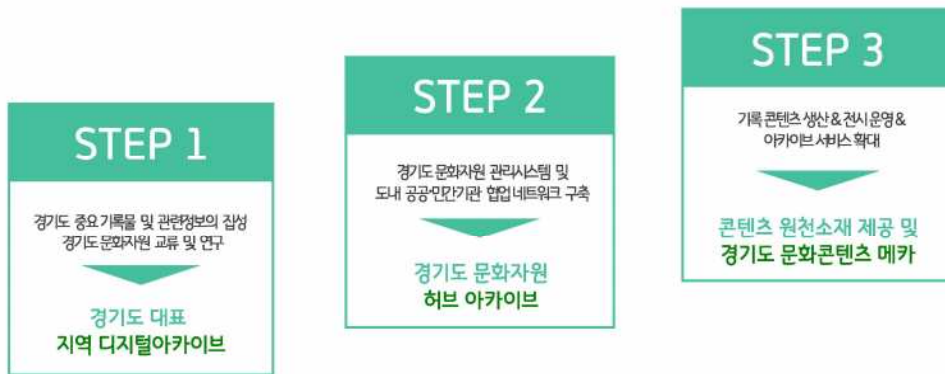 STEP 1
경기도 중요 기록물 및 관련정보의 집성
경기도 문화자원 교류 및 연구
경기도 대표
지역 디지털아카이브
STEP 2
경기도 문화자원 관리시스템 및
도내 공공·민간기관 협업 네트워크 구축
경기도 문화자원
허브 아카이브
STEP 3
기록 콘텐츠 생산 & 전시 운영 &
아카이브 서비스 확대
콘텐츠 원천소재 제공 및
경기도 문화콘텐츠 메카